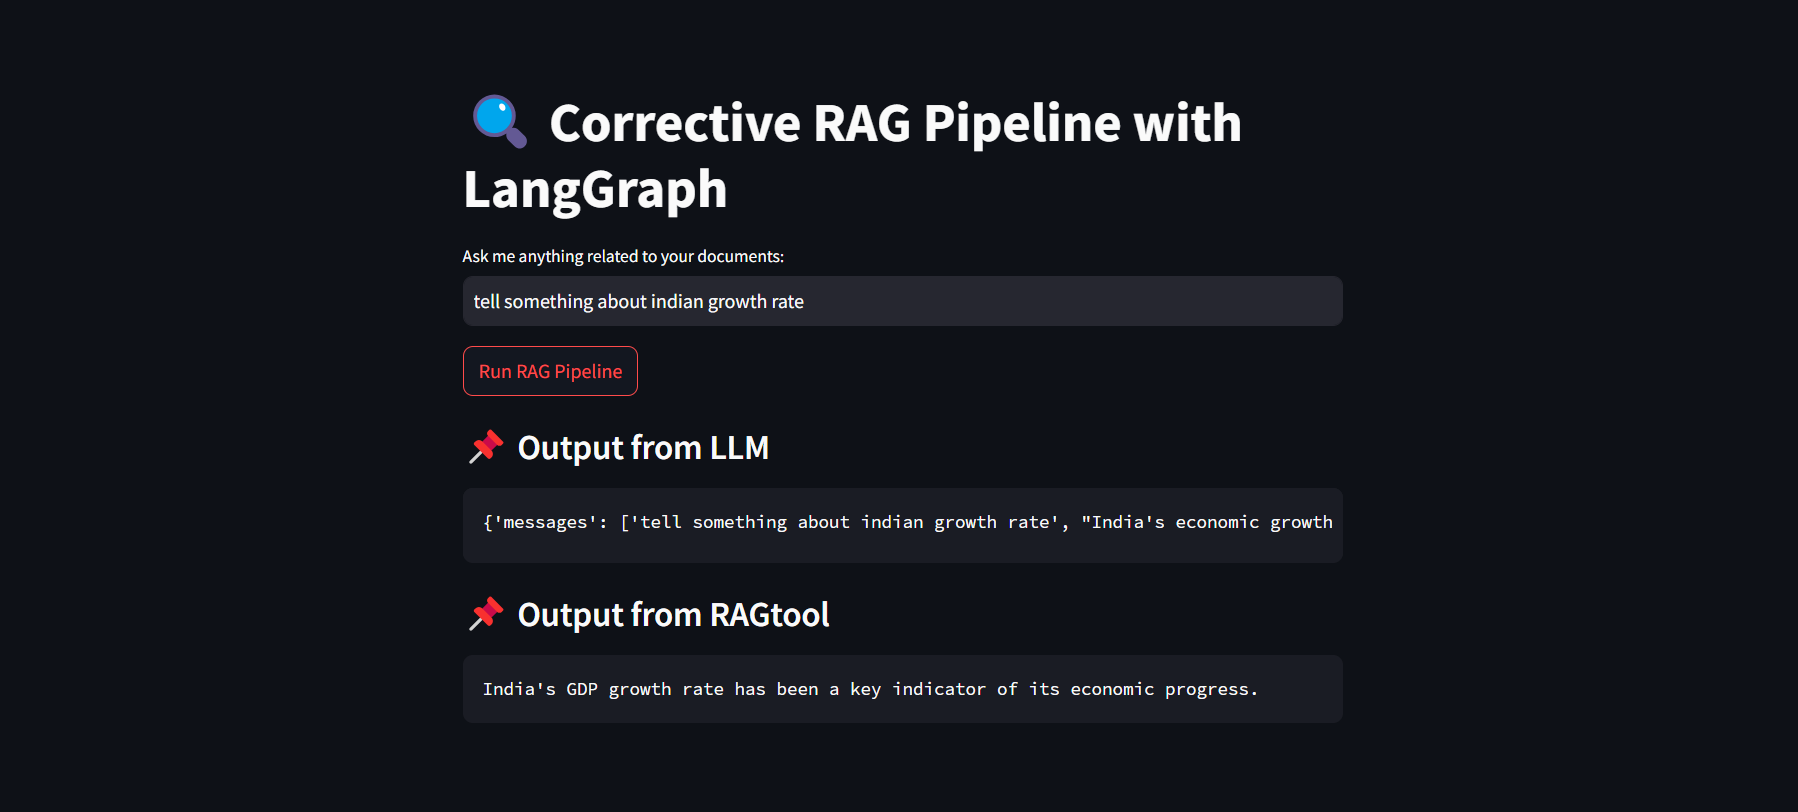 Corrective RAG Pipeline with
LangGraph
Ask me anything related to your documents:
tell something about indian growth rate
Run RAG Pipeline
Output from LLM
{'messages': ['tell something about indian growth rate', "India's economic growth
Output from RAGtool
India's GDP growth rate has been a key indicator of its economic progress.